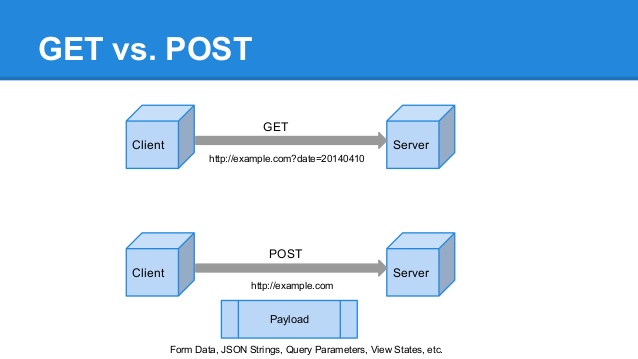 GET vs. POST
GET
Client
Server
http://example.com?date=20140410
POST
Client
Server
http://example.com
Payload
Form Data, JSON Strings, Query Parameters, View States, etc.